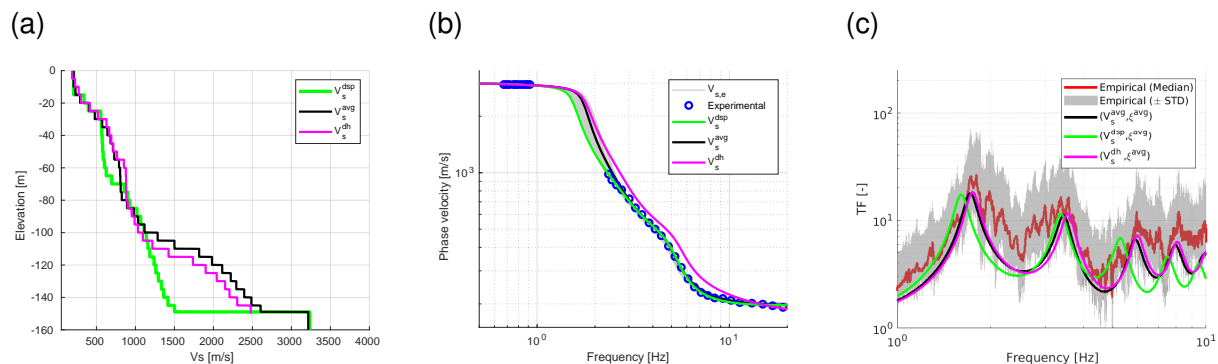 (a)
(b)
(c)
0
-20
-40
-60
-80
-100
-120
-140
-160
500 1000 1500 2000 2500 3000 3500 4000
Elevation [m]
Vs [m/s]
V_s^dsp
V_s^avg
V_s^dh
10^3
10^0 10^1
Phase velocity [m/s]
Frequency [Hz]
V_s,e
Experimental
V_s^dsp
V_s^avg
V_s^dh
10^2
10^1
10^0
10^0 10^1
TF [-]
Frequency [Hz]
Empirical (Median)
Empirical (± STD)
(V_s^avg,ξ^avg)
(V_s^dsp,ξ^avg)
(V_s^dh,ξ^avg)